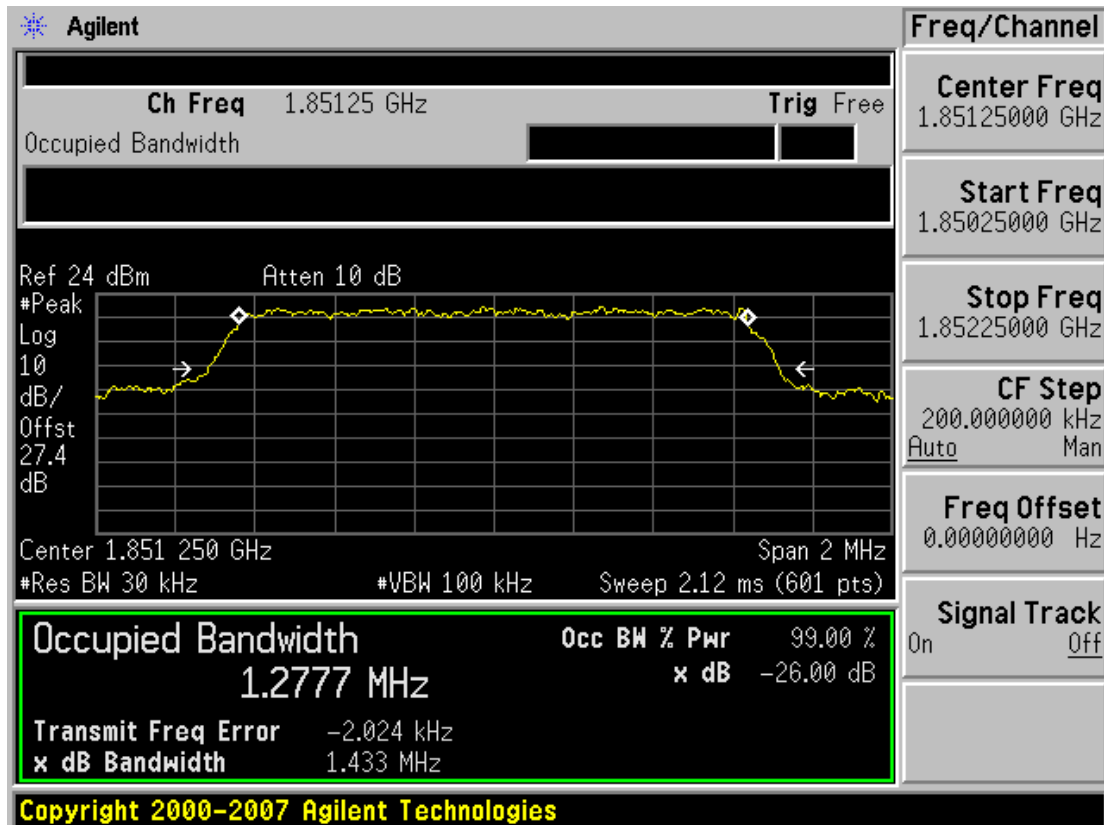 Agilent
Freq/Channel
Ch Freq 1.85125 GHz Trig Free
Occupied Bandwidth
Center Freq
1.85125000 GHz
Start Freq
1.85025000 GHz
Stop Freq
1.85225000 GHz
CF Step
200.000000 kHz
Auto Man
Freq Offset
0.00000000 Hz
Signal Track
On Off
Ref 24 dBm Atten 10 dB
#Peak
Log
10
dB/
Offst
27.4
dB
Center 1.851 250 GHz Span 2 MHz
#Res BW 30 kHz #VBW 100 kHz Sweep 2.12 ms (601 pts)
Occupied Bandwidth Occ BW % Pwr 99.00 %
1.2777 MHz x dB -26.00 dB
Transmit Freq Error -2.024 kHz
x dB Bandwidth 1.433 MHz
Copyright 2000-2007 Agilent Technologies